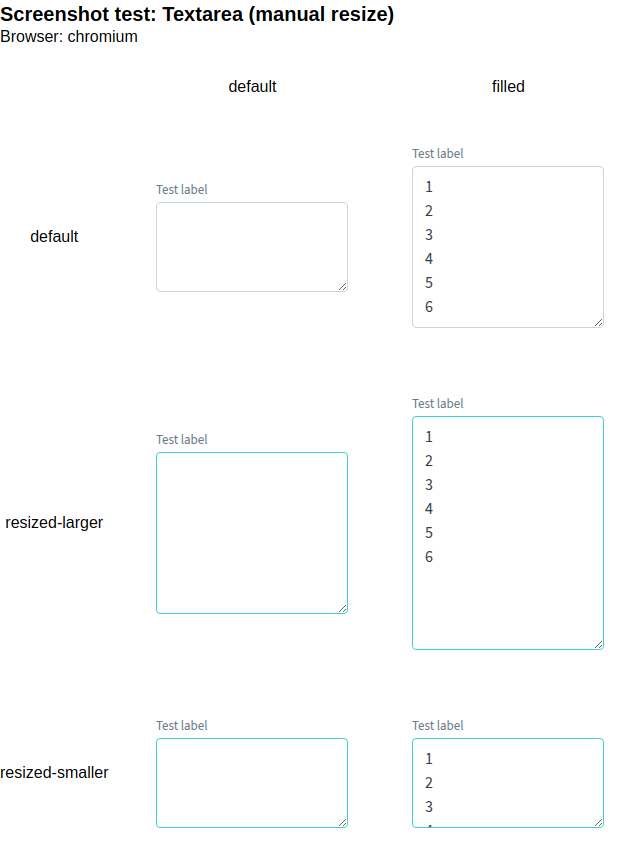 Screenshot test: Textarea (manual resize)
Browser: chromium
default filled
Test label
1
2
3
4
5
6
Test label
default
Test label
1
2
3
4
5
6
Test label
resized-larger
Test label Test label
1
2
3
resized-smaller